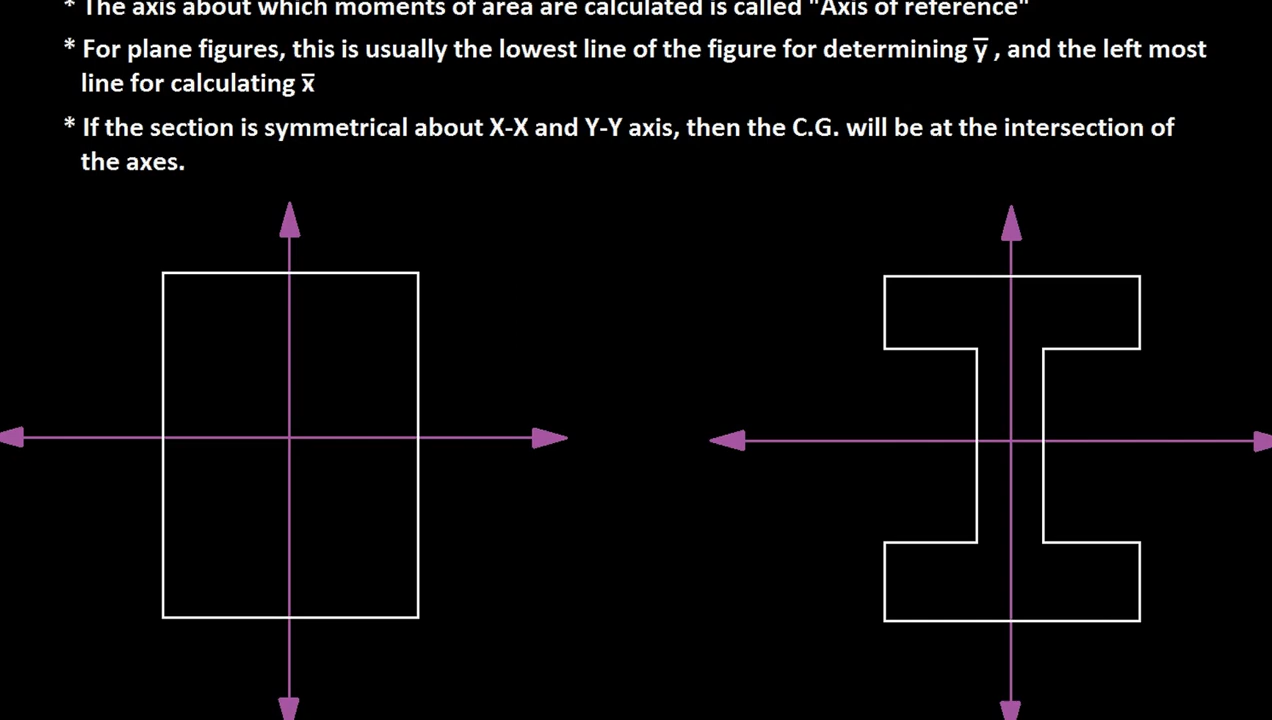 * The axis about which moments of area are calculated is called "Axis of reference"
* For plane figures, this is usually the lowest line of the figure for determining y̅ , and the left most
line for calculating x̅
* If the section is symmetrical about X-X and Y-Y axis, then the C.G. will be at the intersection of
the axes.